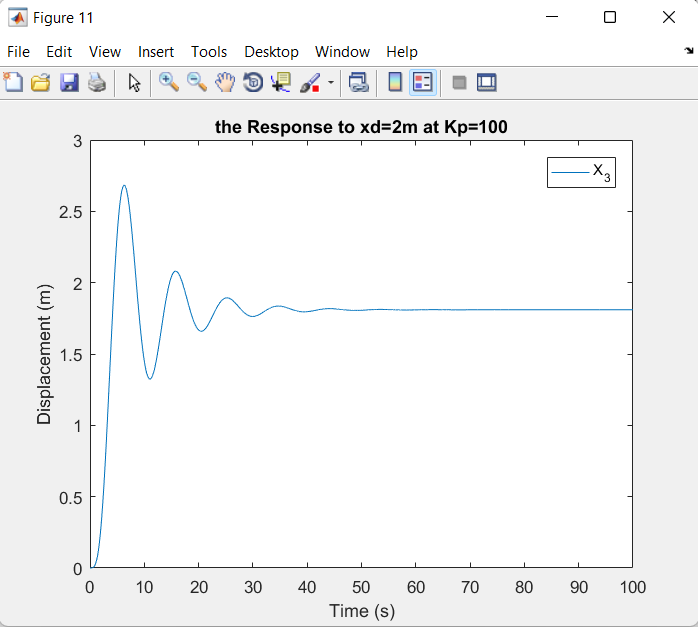 Figure 11
File Edit View Insert Tools Desktop Window Help
the Response to xd=2m at Kp=100
X3
3
2.5
2
1.5
1
0.5
0
Displacement (m)
0 10 20 30 40 50 60 70 80 90 100
Time (s)